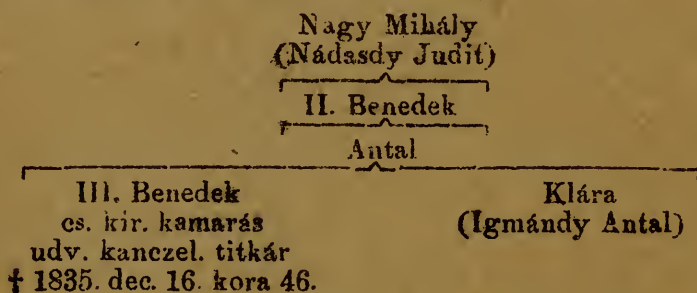 Nagy Mihály
(Nádasdy Judit)
II. Benedek
Antal
III. Benedek
cs. kir. kamarás
udv. kanczel. titkár
† 1835. dec. 16. kora 46.
Klára
(Igmándy Antal)